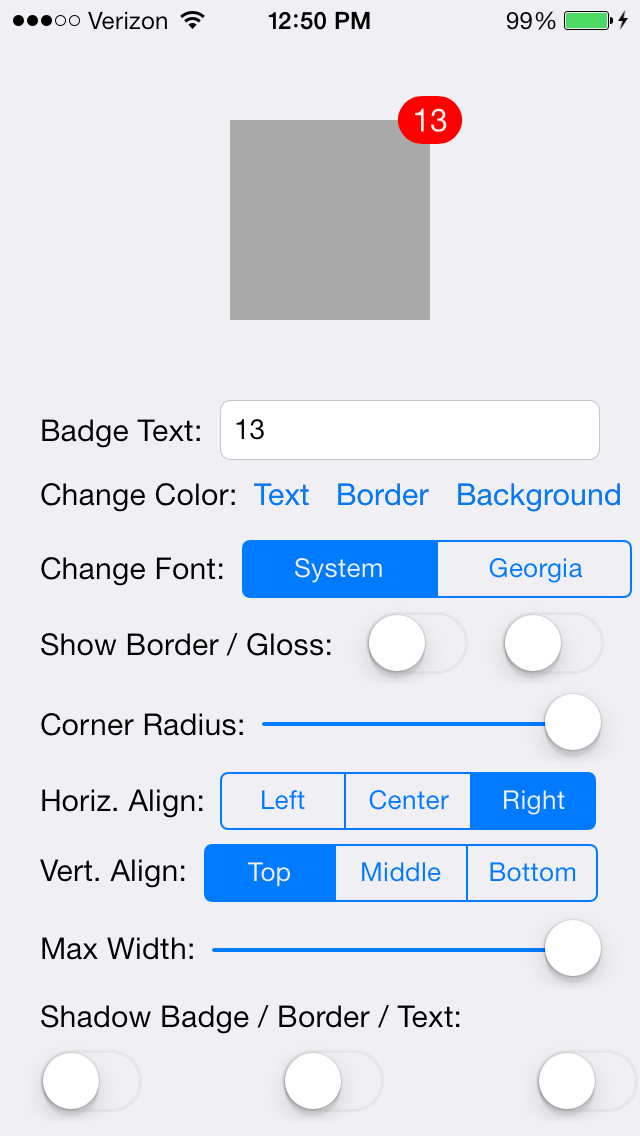 Verizon 12:50 PM 99%
13
Badge Text: 13
Change Color: Text Border Background
Change Font: System Georgia
Show Border / Gloss:
Corner Radius:
Horiz. Align: Left Center Right
Vert. Align: Top Middle Bottom
Max Width:
Shadow Badge / Border / Text: